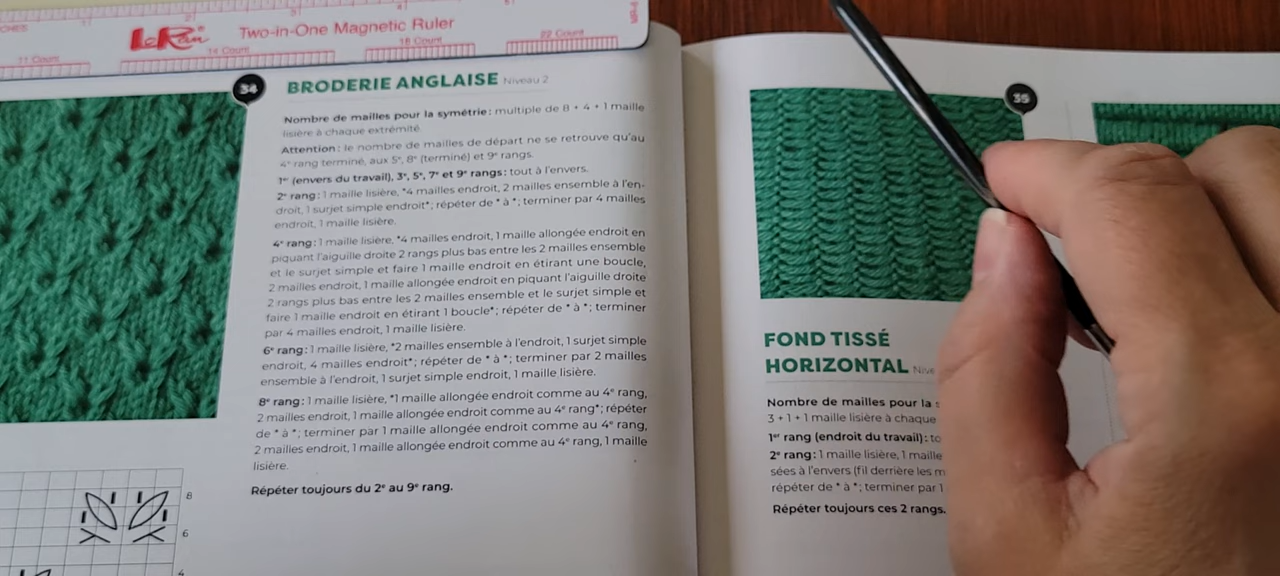 LoRan
Two-in-One Magnetic Ruler
11 Count
14 Count
18 Count
22 Count
34
BRODERIE ANGLAISE Niveau 2
Nombre de mailles pour la symétrie : multiple de 8 + 4 + 1 maille
lisière à chaque extrémité.
Attention : le nombre de mailles de départ ne se retrouve qu'au
4e rang terminé, aux 5e, 8e (terminé) et 9e rangs.
1er (envers du travail), 3e, 5e, 7e et 9e rangs : tout à l'envers.
2e rang : 1 maille lisière, *4 mailles endroit, 2 mailles ensemble à l'en-
droit, 1 surjet simple endroit* ; répéter de * à * ; terminer par 4 mailles
endroit, 1 maille lisière.
4e rang : 1 maille lisière, *4 mailles endroit, 1 maille allongée endroit en
piquant l'aiguille droite 2 rangs plus bas entre les 2 mailles ensemble
et le surjet simple et faire 1 maille endroit en étirant une boucle,
2 mailles endroit, 1 maille allongée endroit en piquant l'aiguille droite
2 rangs plus bas entre les 2 mailles ensemble et le surjet simple et
faire 1 maille endroit en étirant 1 boucle* ; répéter de * à * ; terminer
par 4 mailles endroit, 1 maille lisière.
6e rang : 1 maille lisière, *2 mailles ensemble à l'endroit, 1 surjet simple
endroit, 4 mailles endroit* ; répéter de * à * ; terminer par 2 mailles
ensemble à l'endroit, 1 surjet simple endroit, 1 maille lisière.
8e rang : 1 maille lisière, *1 maille allongée endroit comme au 4e rang,
2 mailles endroit, 1 maille allongée endroit comme au 4e rang* ; répéter
de * à * ; terminer par 1 maille allongée endroit comme au 4e rang,
2 mailles endroit, 1 maille allongée endroit comme au 4e rang, 1 maille
lisière.
Répéter toujours du 2e au 9e rang.
8
6
4
35
FOND TISSÉ
HORIZONTAL
Nombre de mailles pour la
3 + 1 + 1 maille lisière à chaque
1er rang (endroit du travail) :
2e rang : 1 maille lisière, 1 maille
sées à l'envers (fil derrière les
répéter de * à * ; terminer par 1
Répéter toujours ces 2 rangs.